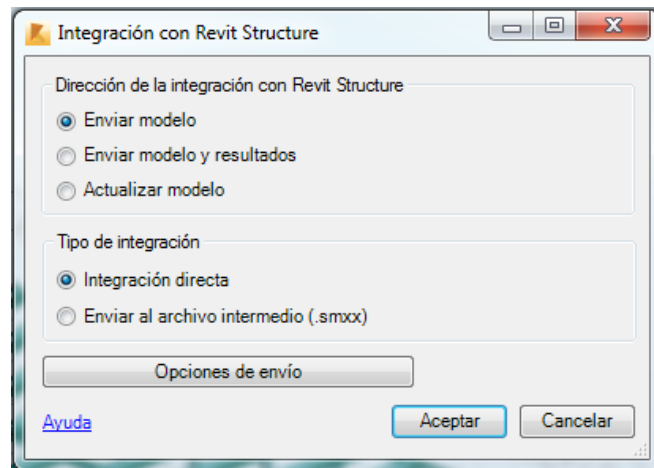 Integración con Revit Structure
Dirección de la integración con Revit Structure
Enviar modelo
Enviar modelo y resultados
Actualizar modelo
Tipo de integración
Integración directa
Enviar al archivo intermedio (.smxx)
Opciones de envío
Ayuda Aceptar Cancelar